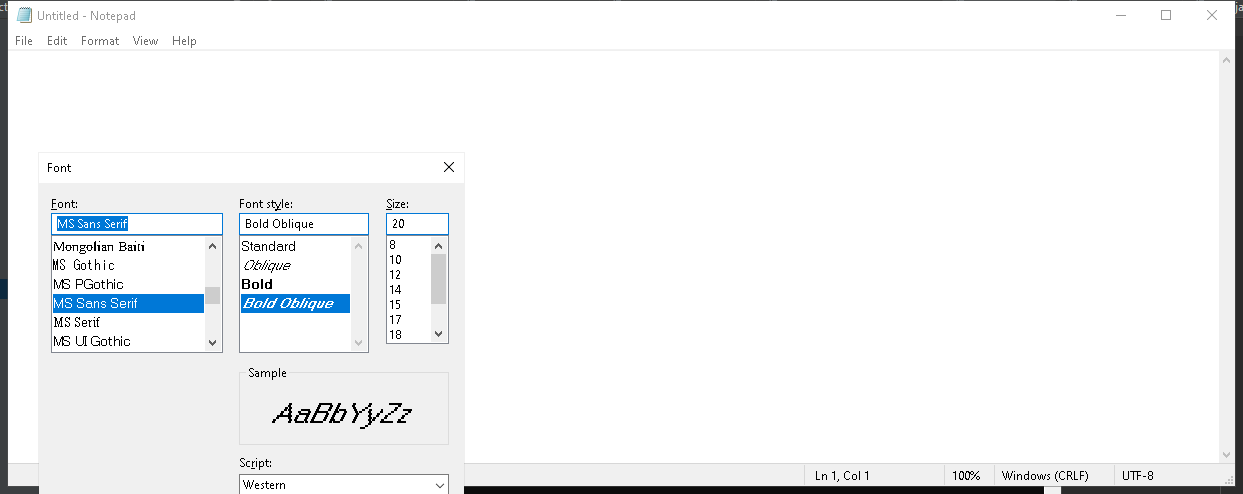 Untitled - Notepad
File Edit Format View Help
Font
Font: Font style: Size:
MS Sans Serif Bold Oblique 20
Mongolian Baiti
MS Gothic
MS PGothic
MS Sans Serif
MS Serif
MS UI Gothic
Standard
Oblique
Bold
Bold Oblique
8
10
12
14
15
17
18
Sample
AaBbYyZz
Script:
Western
Ln 1, Col 1 100% Windows (CRLF) UTF-8